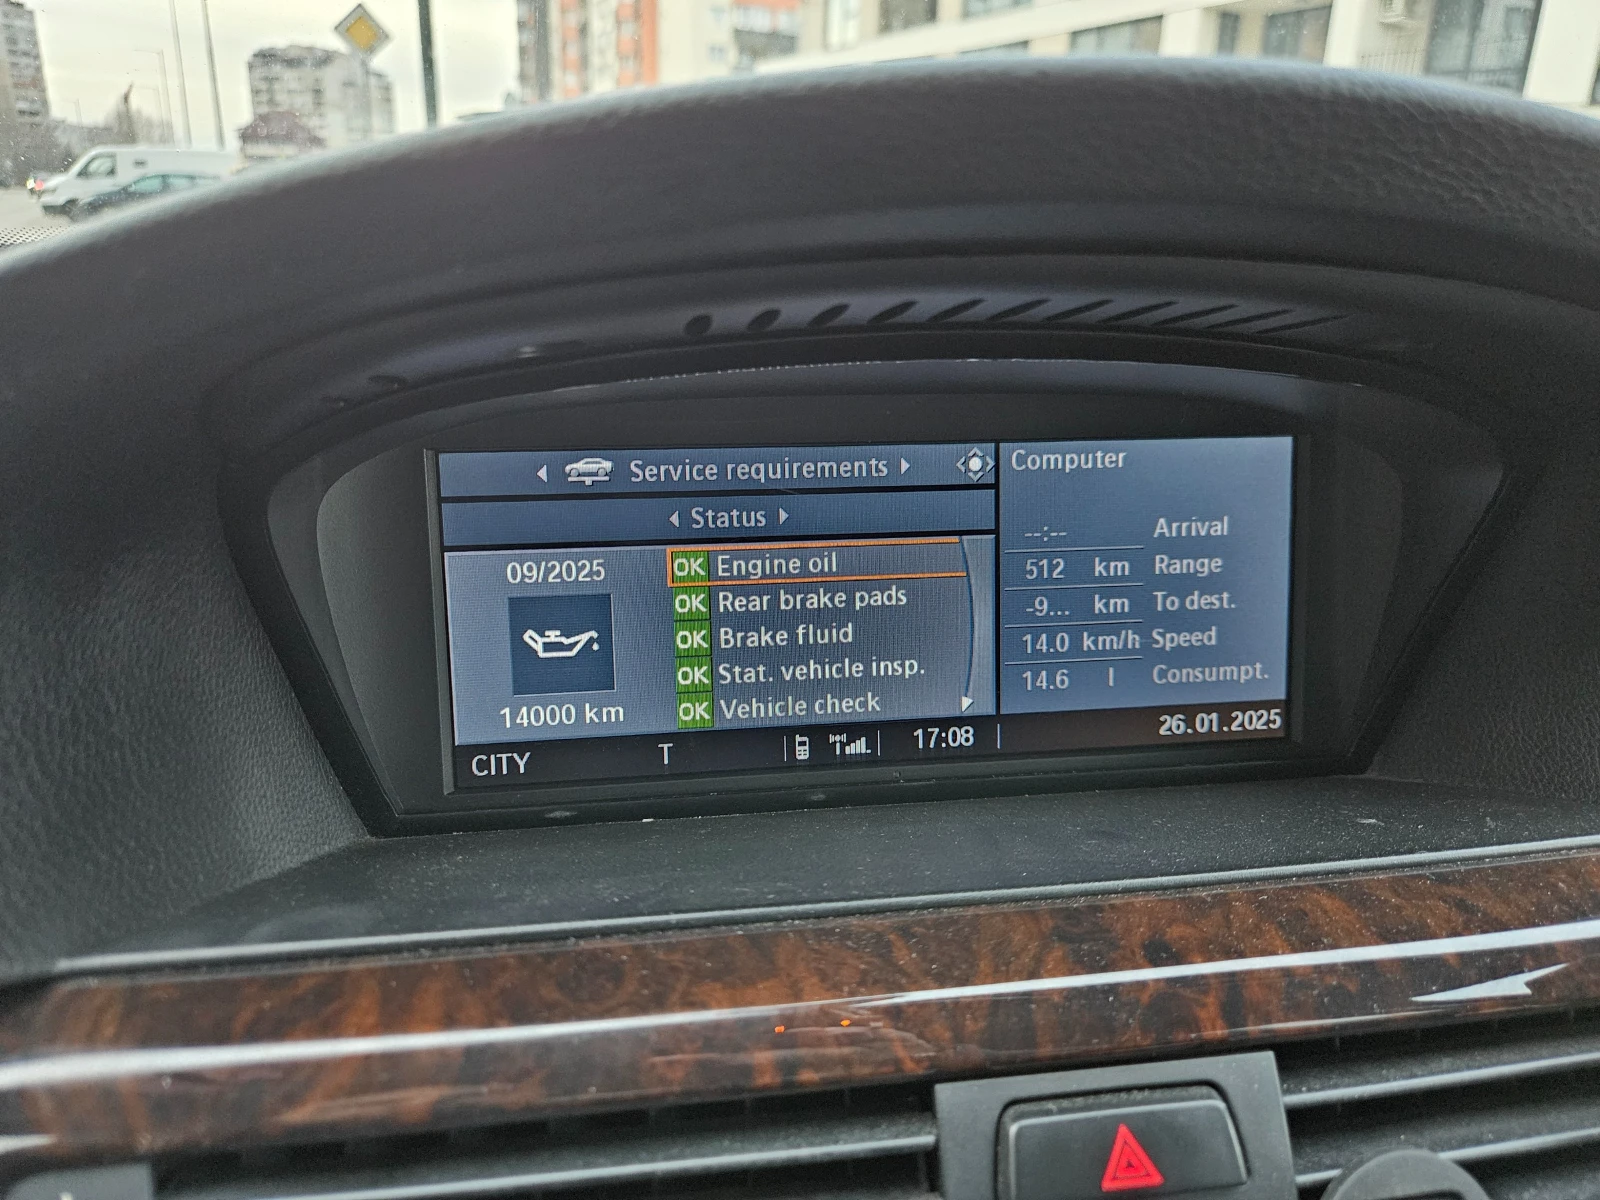 Service requirements
Status
09/2025
14000 km
OK Engine oil
OK Rear brake pads
OK Brake fluid
OK Stat. vehicle insp.
OK Vehicle check
Computer
--:-- Arrival
512 km Range
-9... km To dest.
14.0 km/h Speed
14.6 l Consumpt.
CITY T 17:08 26.01.2025